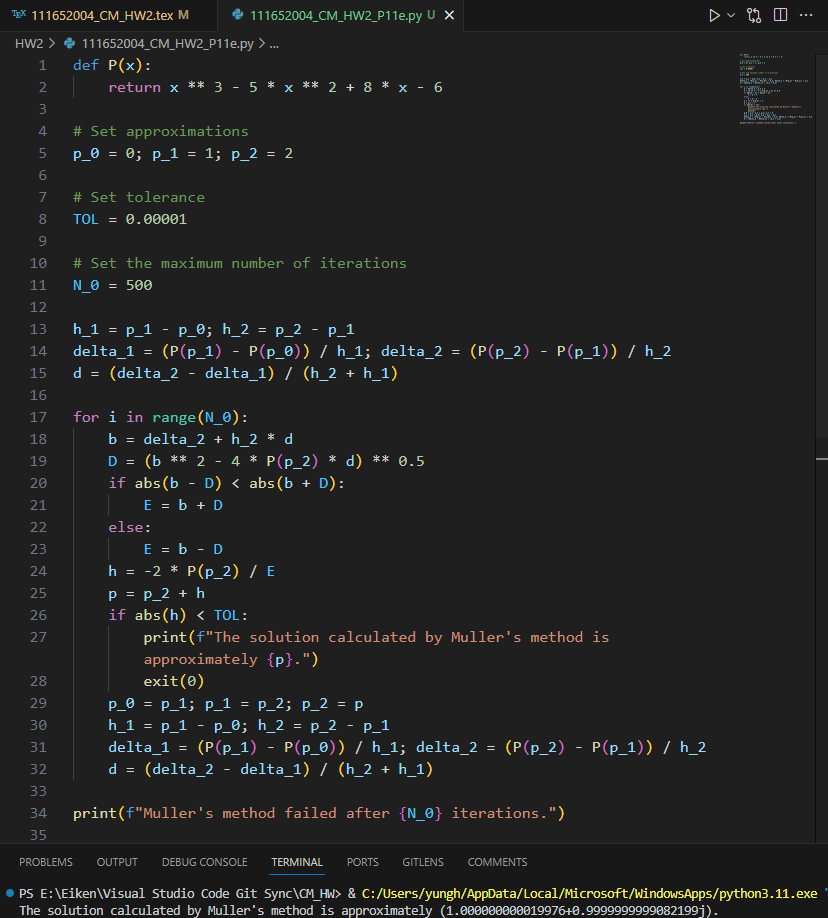 TEX 111652004_CM_HW2.tex M 111652004_CM_HW2_P11e.py U
HW2 > 111652004_CM_HW2_P11e.py > ...
1 def P(x):
2     return x ** 3 - 5 * x ** 2 + 8 * x - 6
3
4 # Set approximations
5 p_0 = 0; p_1 = 1; p_2 = 2
6
7 # Set tolerance
8 TOL = 0.00001
9
10 # Set the maximum number of iterations
11 N_0 = 500
12
13 h_1 = p_1 - p_0; h_2 = p_2 - p_1
14 delta_1 = (P(p_1) - P(p_0)) / h_1; delta_2 = (P(p_2) - P(p_1)) / h_2
15 d = (delta_2 - delta_1) / (h_2 + h_1)
16
17 for i in range(N_0):
18     b = delta_2 + h_2 * d
19     D = (b ** 2 - 4 * P(p_2) * d) ** 0.5
20     if abs(b - D) < abs(b + D):
21         E = b + D
22     else:
23         E = b - D
24     h = -2 * P(p_2) / E
25     p = p_2 + h
26     if abs(h) < TOL:
27         print(f"The solution calculated by Muller's method is
        approximately {p}.")
28         exit(0)
29     p_0 = p_1; p_1 = p_2; p_2 = p
30     h_1 = p_1 - p_0; h_2 = p_2 - p_1
31     delta_1 = (P(p_1) - P(p_0)) / h_1; delta_2 = (P(p_2) - P(p_1)) / h_2
32     d = (delta_2 - delta_1) / (h_2 + h_1)
33
34 print(f"Muller's method failed after {N_0} iterations.")
35
PROBLEMS OUTPUT DEBUG CONSOLE TERMINAL PORTS GITLENS COMMENTS
PS E:\Eiken\Visual Studio Code Git Sync\CM_HW> & C:/Users/yungh/AppData/Local/Microsoft/WindowsApps/python3.11.exe
The solution calculated by Muller's method is approximately (1.000000000019976+0.9999999999082199j).